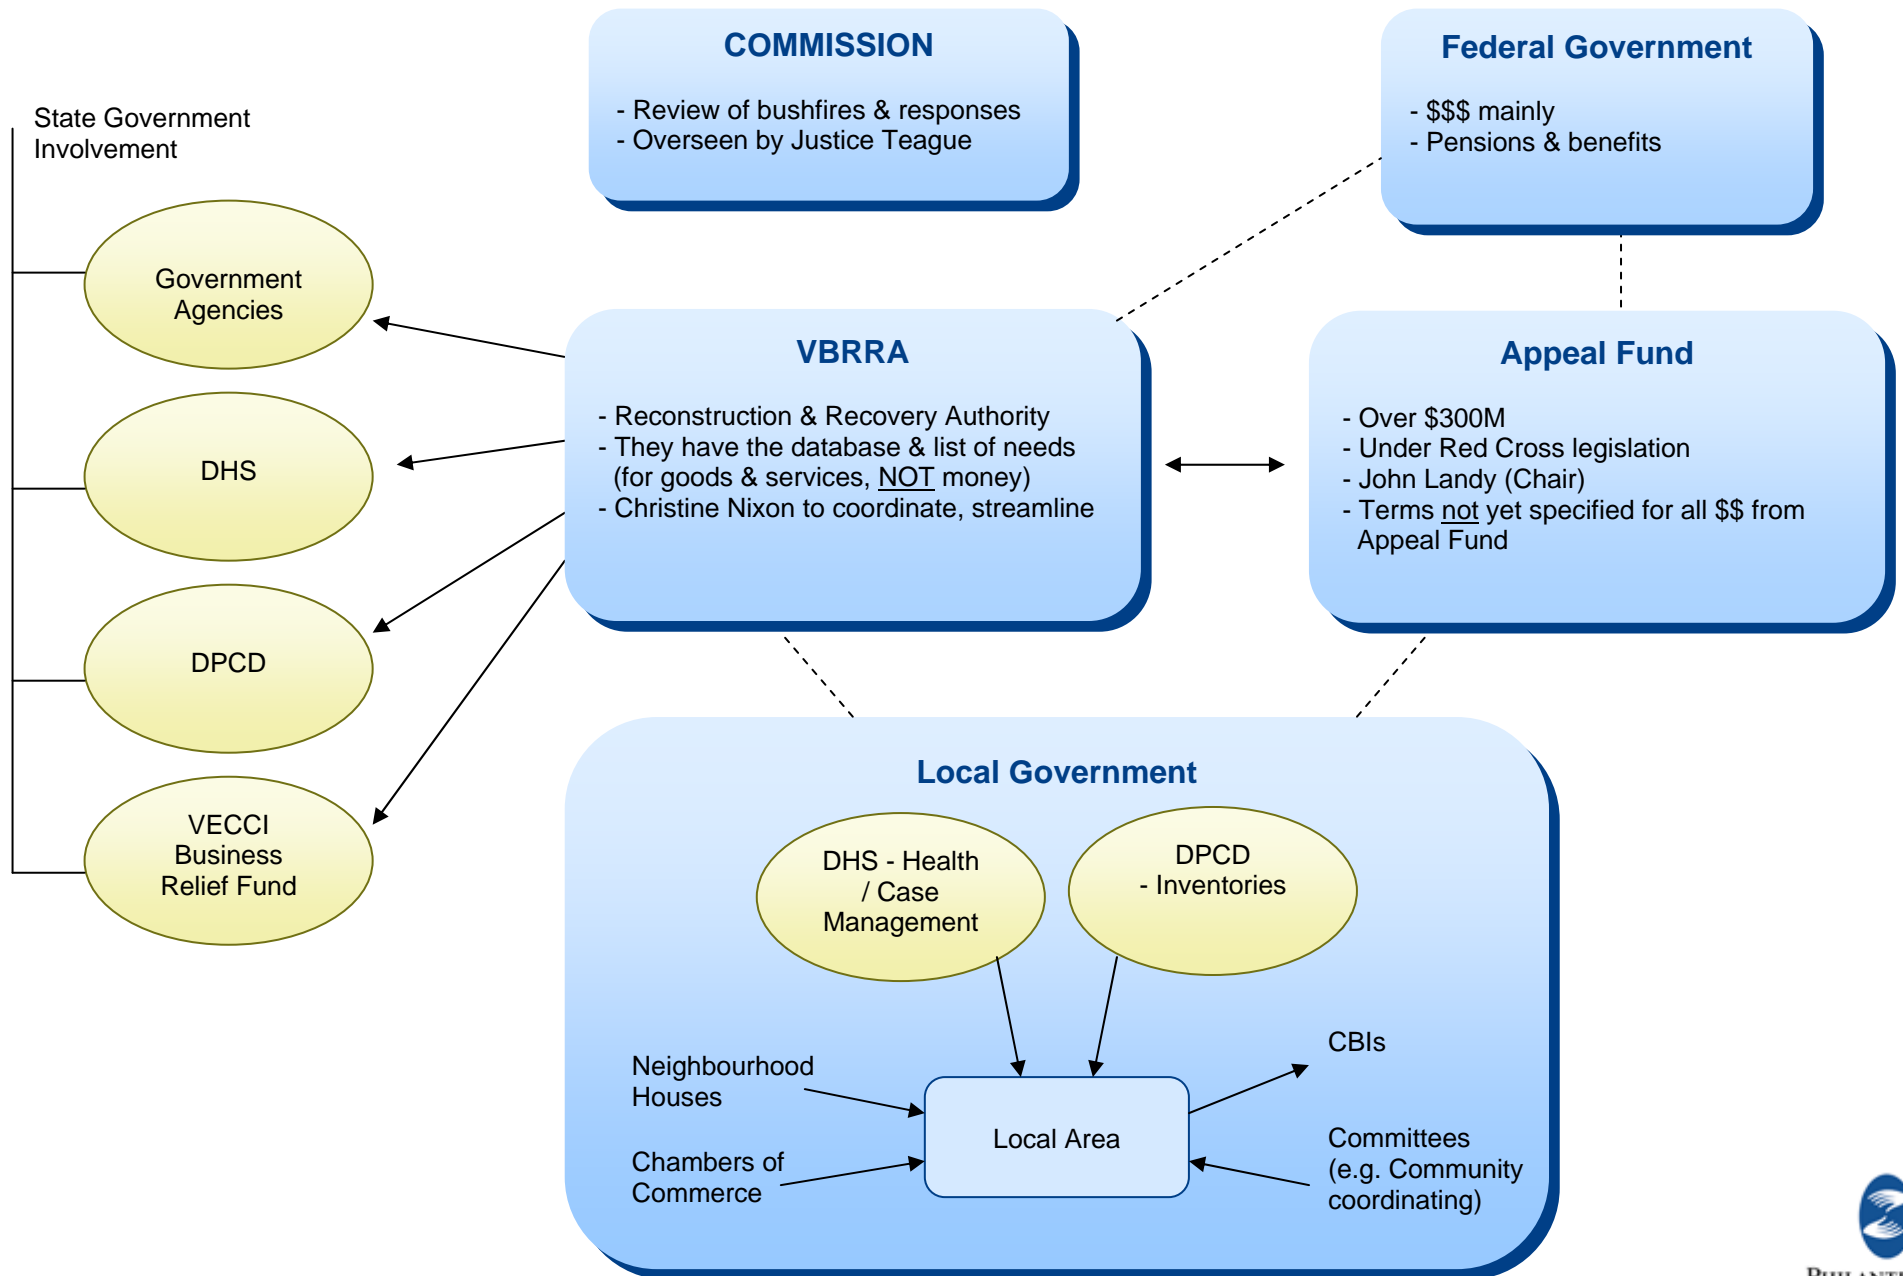 COMMISSION
- Review of bushfires & responses
- Overseen by Justice Teague
Federal Government
- $$$ mainly
- Pensions & benefits
State Government
Involvement
Government
Agencies
DHS
DPCD
VECCI
Business
Relief Fund
VBRRA
- Reconstruction & Recovery Authority
- They have the database & list of needs
(for goods & services, NOT money)
- Christine Nixon to coordinate, streamline
Appeal Fund
- Over $300M
- Under Red Cross legislation
- John Landy (Chair)
- Terms not yet specified for all $$ from
Appeal Fund
Local Government
DHS - Health
/ Case
Management
DPCD
- Inventories
Neighbourhood
Houses
Chambers of
Commerce
Local Area
CBIs
Committees
(e.g. Community
coordinating)